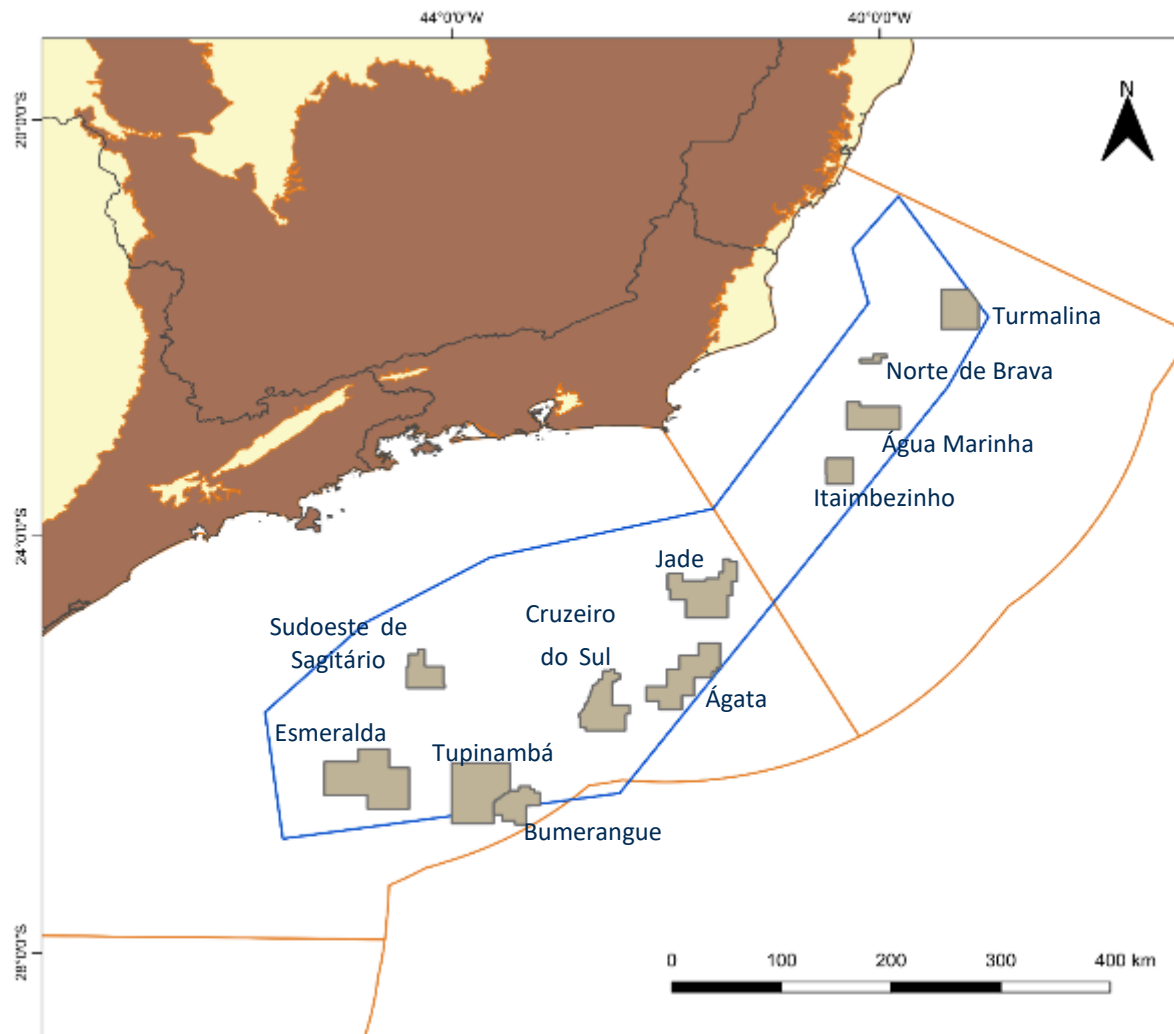 44°0'0"W
40°0'0"W
N
20°0'0"S
Turmalina
Norte de Brava
Água Marinha
Itaimbezinho
24°0'0"S
Jade
Cruzeiro
do Sul
Sudoeste de
Sagitário
Ágata
Esmeralda
Tupinambá
Bumerangue
28°0'0"S
0 100 200 300 400 km